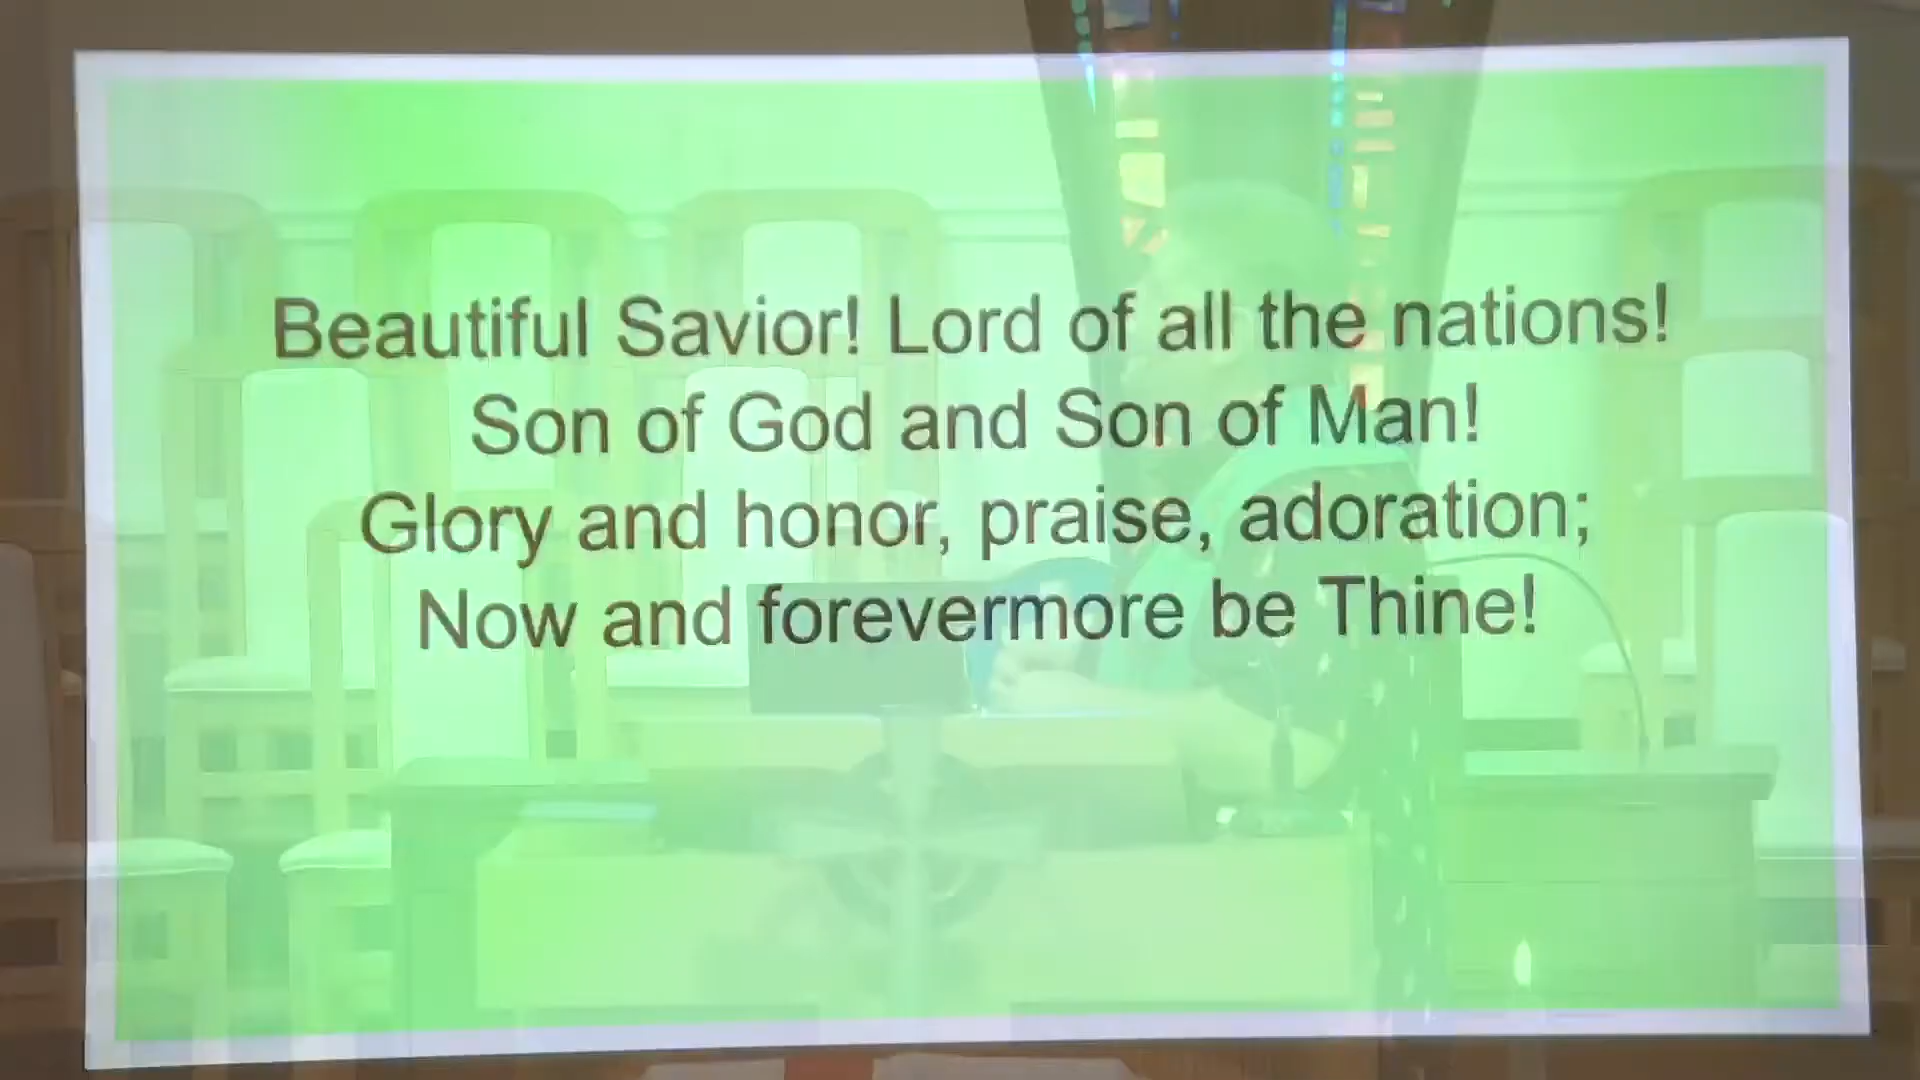 Beautiful Savior! Lord of all the nations!
Son of God and Son of Man!
Glory and honor, praise, adoration;
Now and forevermore be Thine!